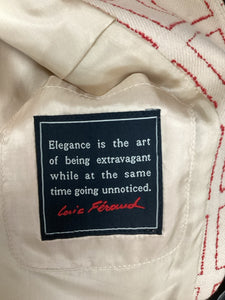 Elegance is the art
of being extravagant
while at the same
time going unnoticed.
Louis Féraud